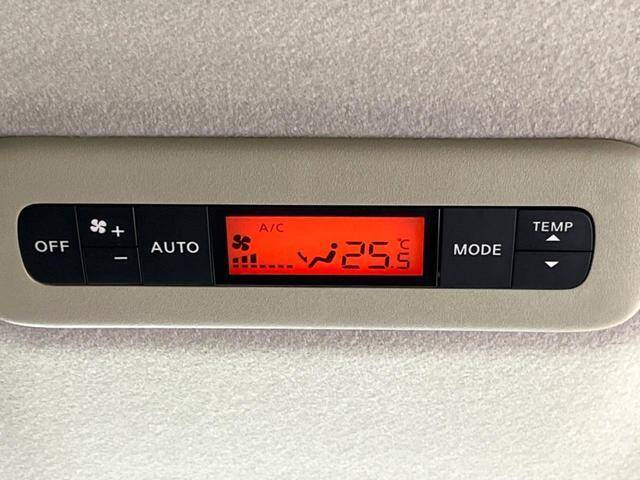 OFF
+
−
AUTO
A/C
25.5°C
MODE
TEMP